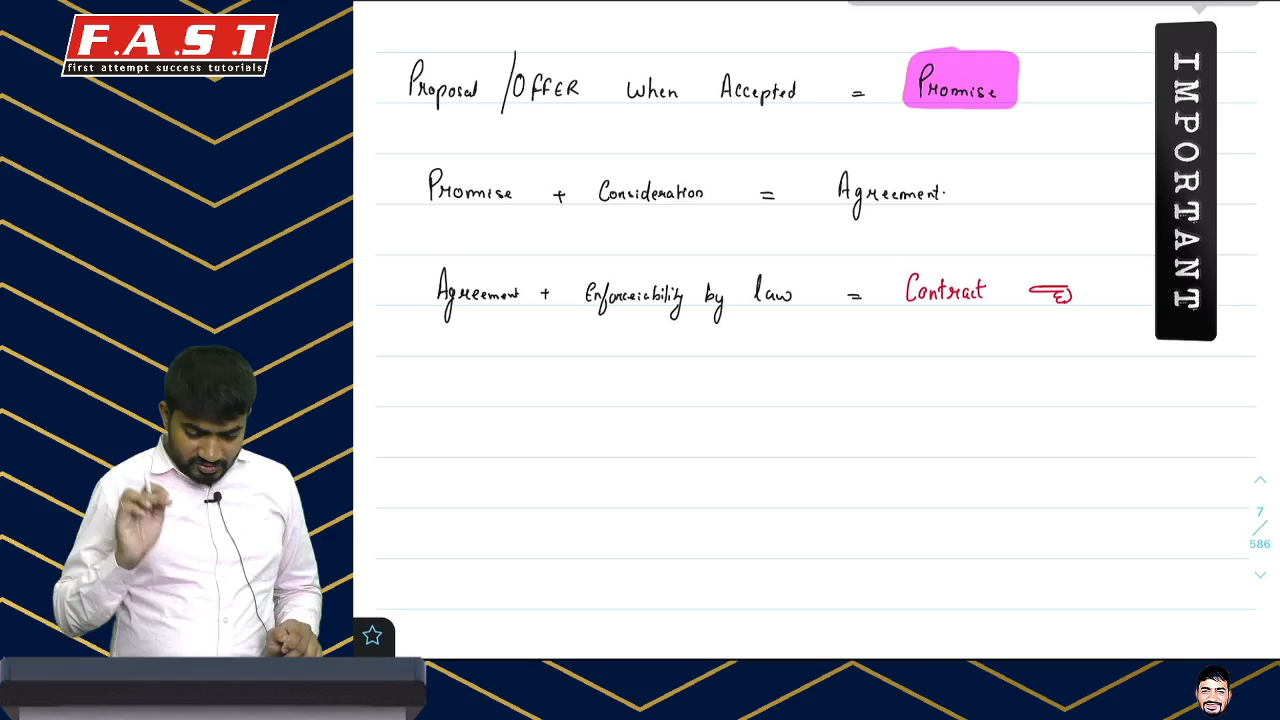 F.A.S.T
first attempt success tutorials
Proposal /OFFER When Accepted = Promise
Promise + Consideration = Agreement.
Agreement + Enforceiability by law = Contract
IMPORTANT
7
/
586